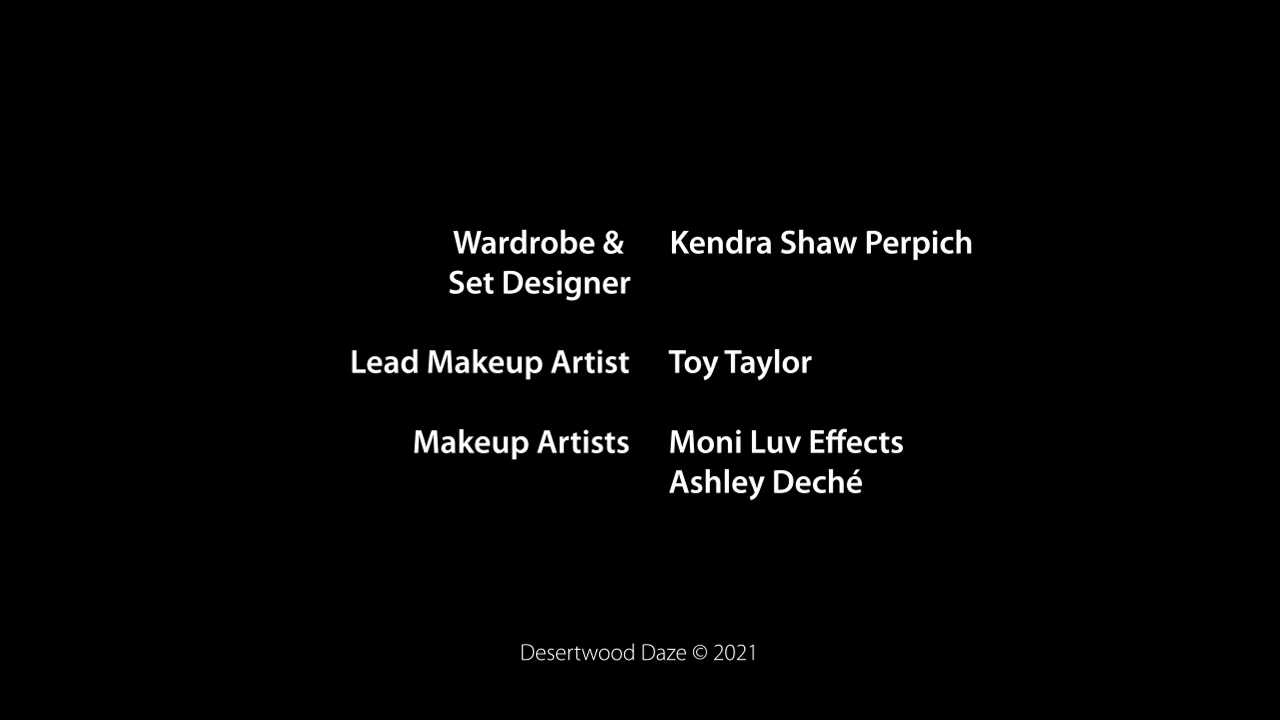 Wardrobe & Kendra Shaw Perpich
Set Designer
Lead Makeup Artist Toy Taylor
Makeup Artists Moni Luv Effects
Ashley Deché
Desertwood Daze © 2021